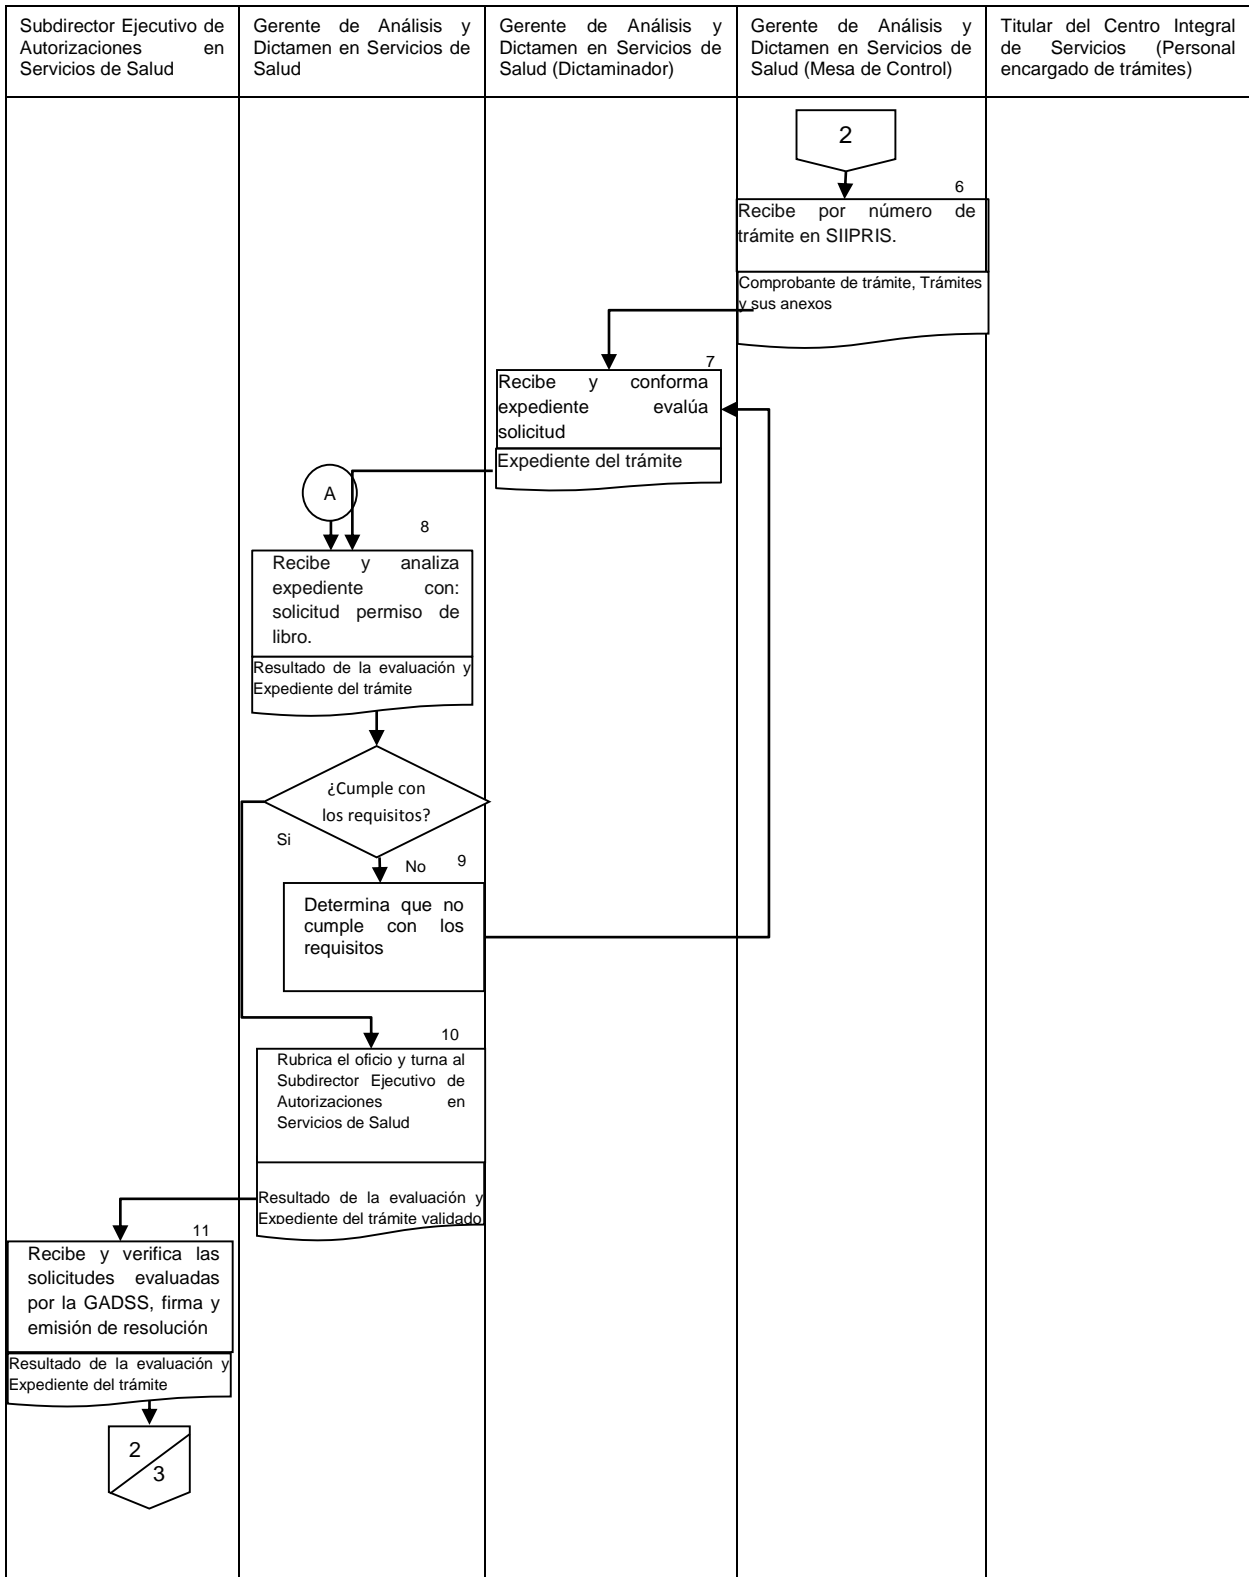 Subdirector Ejecutivo de
Autorizaciones en
Servicios de Salud
Gerente de Análisis y
Dictamen en Servicios de
Salud
Gerente de Análisis y
Dictamen en Servicios de
Salud (Dictaminador)
Gerente de Análisis y
Dictamen en Servicios de
Salud (Mesa de Control)
Titular del Centro Integral
de Servicios (Personal
encargado de trámites)
2
6
Recibe por número de
trámite en SIIPRIS.
Comprobante de trámite, Trámites
y sus anexos
7
Recibe y conforma
expediente evalúa
solicitud
Expediente del trámite
A
8
Recibe y analiza
expediente con:
solicitud permiso de
libro.
Resultado de la evaluación y
Expediente del trámite
¿Cumple con
los requisitos?
Si
No
9
Determina que no
cumple con los
requisitos
10
Rubrica el oficio y turna al
Subdirector Ejecutivo de
Autorizaciones en
Servicios de Salud
Resultado de la evaluación y
Expediente del trámite validado
11
Recibe y verifica las
solicitudes evaluadas
por la GADSS, firma y
emisión de resolución
Resultado de la evaluación y
Expediente del trámite
2
3